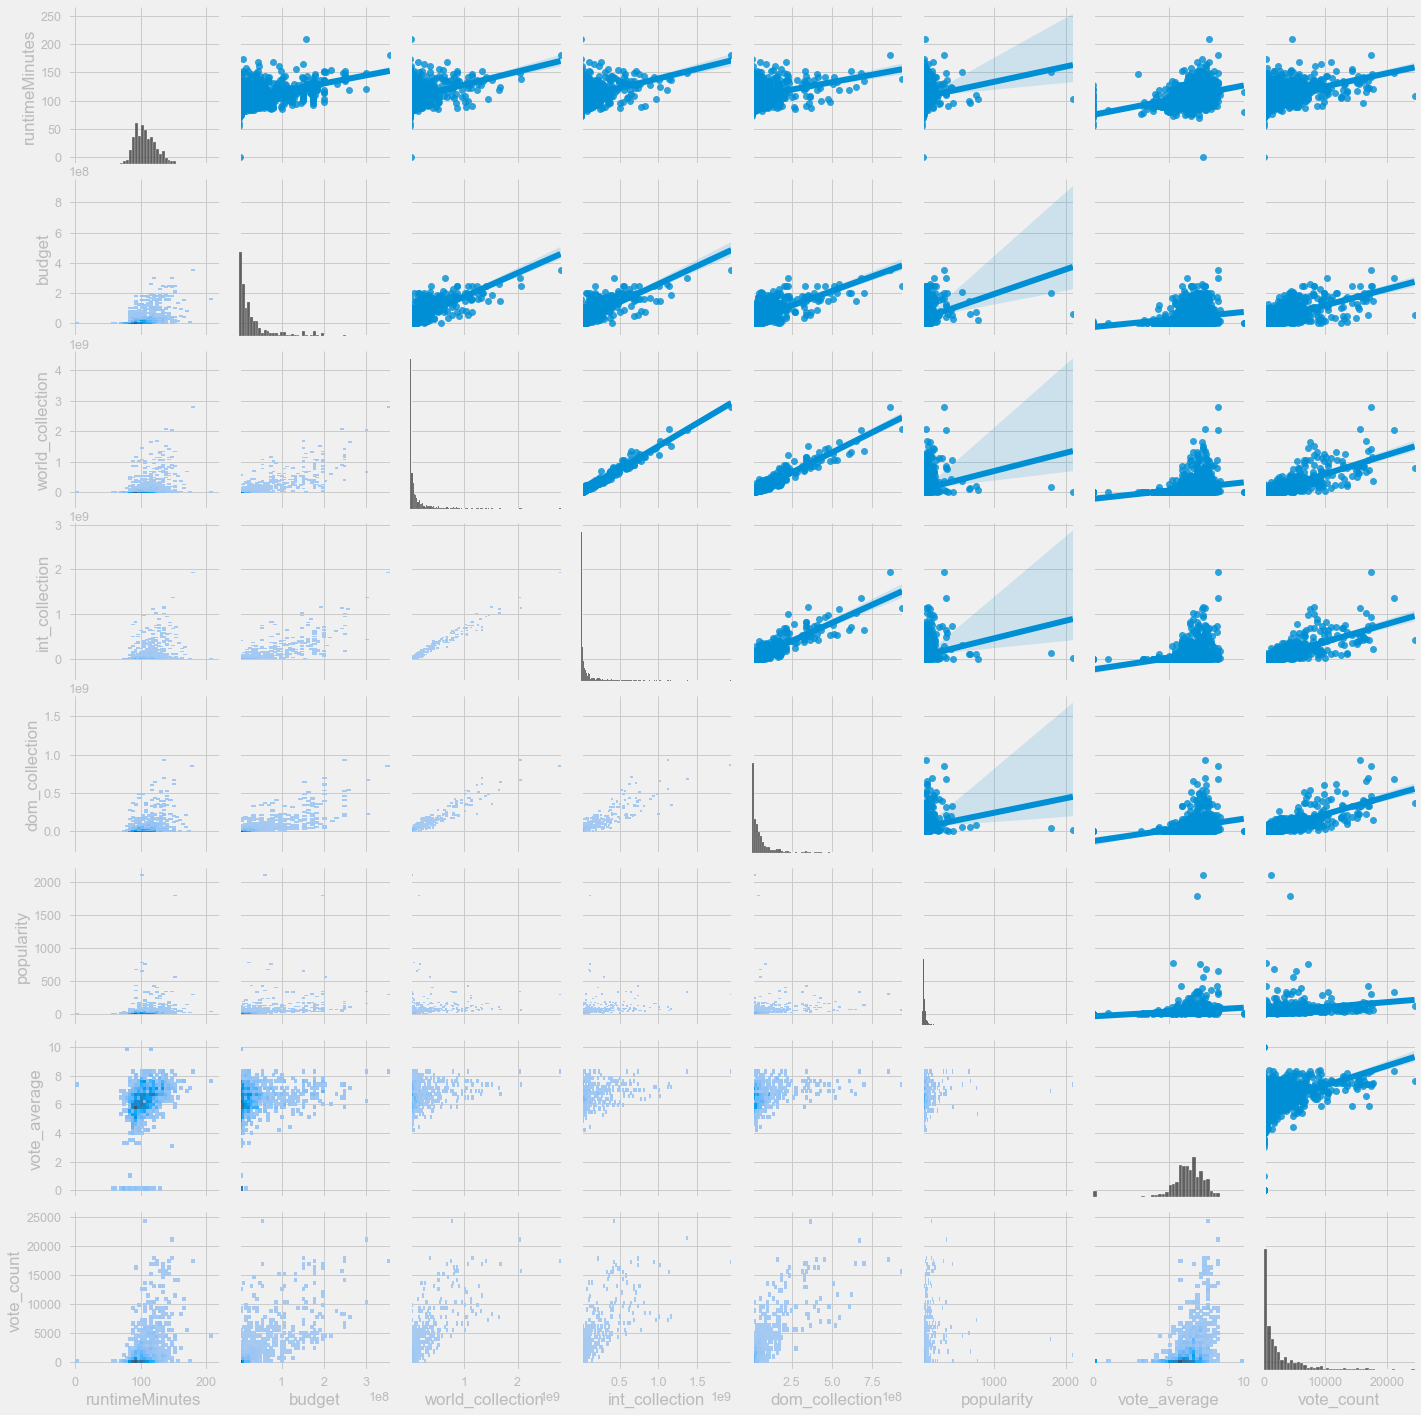 250
200
150
100
50
0
runtimeMinutes
1e8
8
6
4
2
0
budget
1e9
4
3
2
1
0
world_collection
1e9
3
2
1
0
int_collection
1e9
1.5
1.0
0.5
0.0
dom_collection
2000
1500
1000
500
0
popularity
10
8
6
4
2
0
vote_average
25000
20000
15000
10000
5000
0
vote_count
0 100 200
runtimeMinutes
1 2 3
budget 1e8
1 2
world_collection 1e9
0.5 1.0 1.5
int_collection 1e9
2.5 5.0 7.5
dom_collection 1e8
1000 2000
popularity
0 5 10
vote_average
0 10000 20000
vote_count